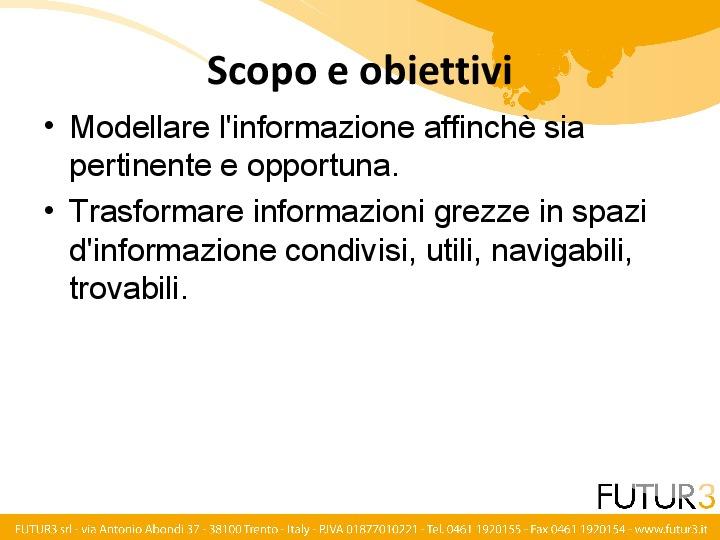 Scopo e obiettivi
• Modellare l'informazione affinchè sia
pertinente e opportuna.
• Trasformare informazioni grezze in spazi
d'informazione condivisi, utili, navigabili,
trovabili.
FUTUR3
FUTUR3 srl - via Antonio Abondi 37 - 38100 Trento - Italy - P.IVA 01877010221 - Tel. 0461 1920155 - Fax 0461 1920154 - www.futur3.it